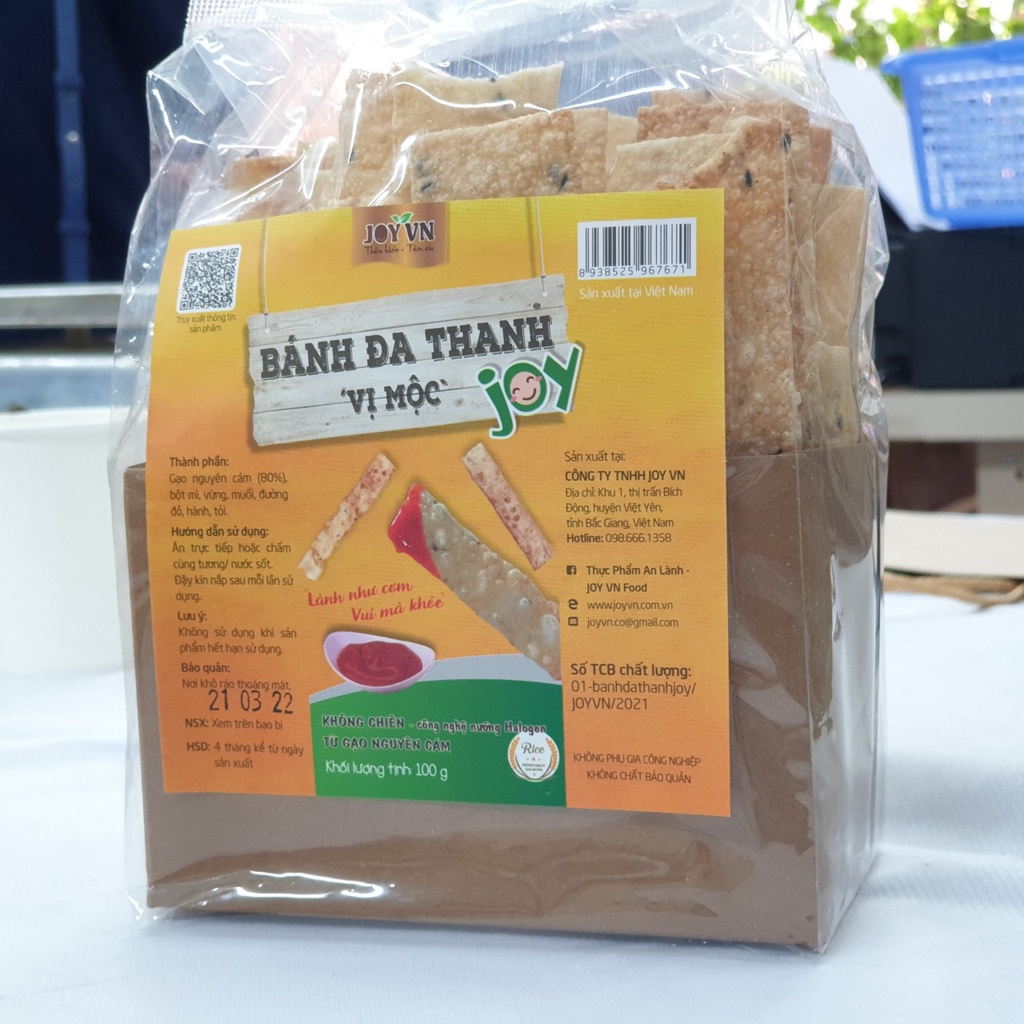 JOY VN
Thảo khỏe - Tâm an
8 938525 967671
Sản xuất tại Việt Nam
Truy xuất thông tin
sản phẩm
BÁNH ĐA THANH
'VỊ MỘC'
joy
Thành phần:
Gạo nguyên cám (80%),
bột mì, vừng, muối, đường
đỏ, hành, tỏi.
Hướng dẫn sử dụng:
Ăn trực tiếp hoặc chấm
cùng tương/ nước sốt.
Đậy kín nắp sau mỗi lần sử
dụng.
Lưu ý:
Không sử dụng khi sản
phẩm hết hạn sử dụng.
Bảo quản:
Nơi khô ráo thoáng mát.
21 03 22
NSX: Xem trên bao bì
HSD: 4 tháng kể từ ngày
sản xuất
Lành như cơm
Vui mà khỏe
KHÔNG CHIÊN - công nghệ nướng Halogen
TỪ GẠO NGUYÊN CÁM
Khối lượng tịnh: 100 g
Rice
Sản xuất tại:
CÔNG TY TNHH JOY VN
Địa chỉ: Khu 1, thị trấn Bích
Động, huyện Việt Yên,
tỉnh Bắc Giang, Việt Nam
Hotline: 098.666.1358
Thực Phẩm An Lành -
JOY VN Food
www.joyvn.com.vn
joyvn.co@gmail.com
Số TCB chất lượng:
01-banhdathanhjoy/
JOYVN/2021
KHÔNG PHỤ GIA CÔNG NGHIỆP
KHÔNG CHẤT BẢO QUẢN